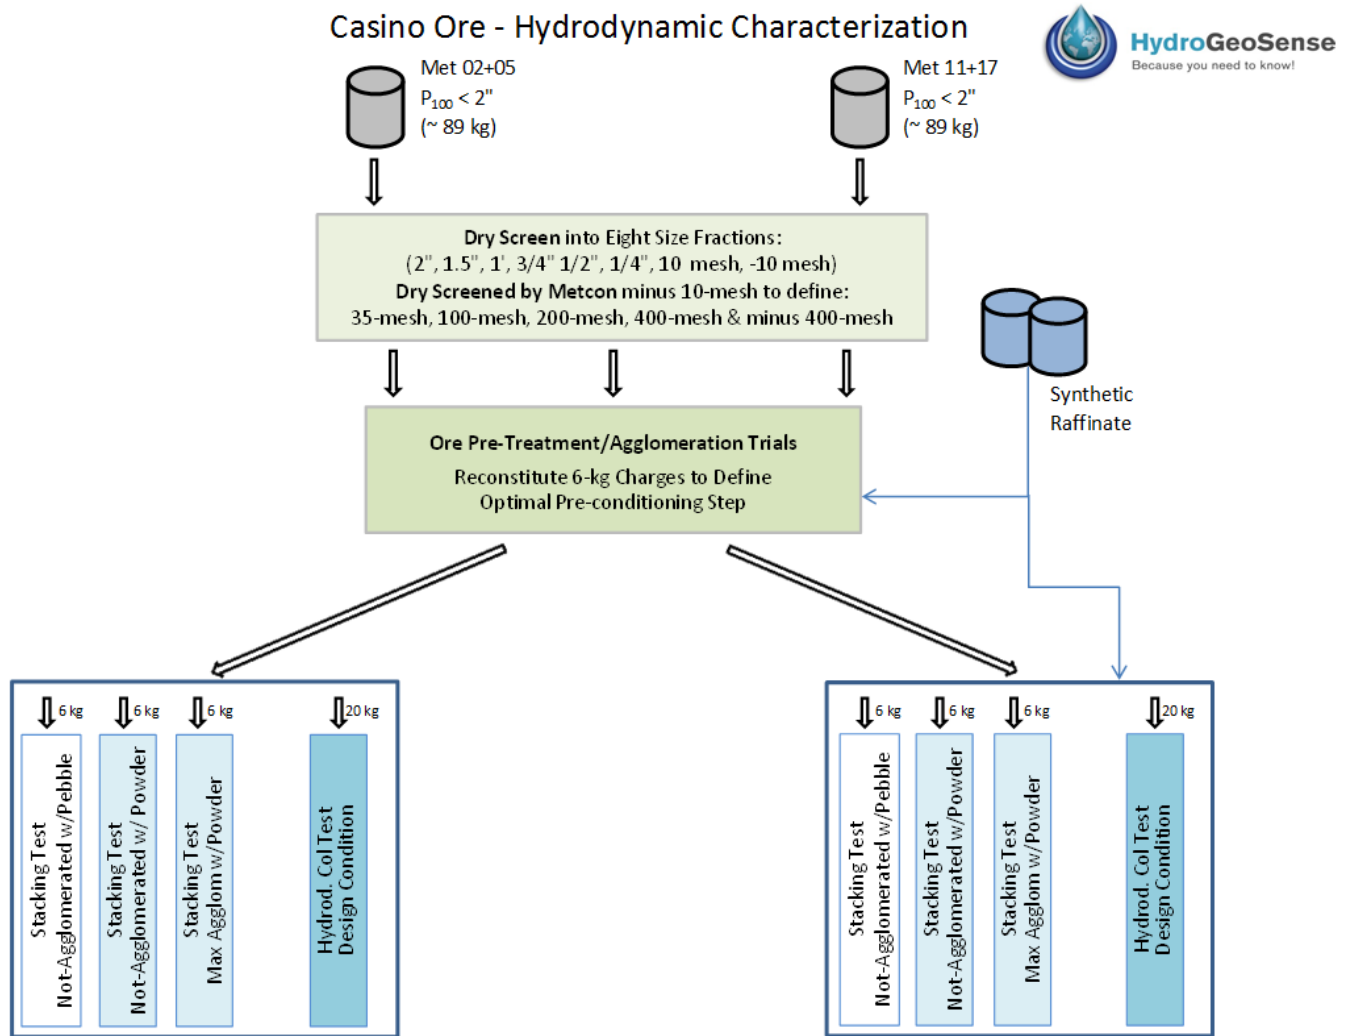 Casino Ore - Hydrodynamic Characterization
HydroGeoSense
Because you need to know!
Met 02+05
P100 < 2"
(~ 89 kg)
Met 11+17
P100 < 2"
(~ 89 kg)
Dry Screen into Eight Size Fractions:
(2", 1.5", 1', 3/4" 1/2", 1/4", 10 mesh, -10 mesh)
Dry Screened by Metcon minus 10-mesh to define:
35-mesh, 100-mesh, 200-mesh, 400-mesh & minus 400-mesh
Synthetic
Raffinate
Ore Pre-Treatment/Agglomeration Trials
Reconstitute 6-kg Charges to Define
Optimal Pre-conditioning Step
6 kg
6 kg
6 kg
20 kg
Stacking Test
Not-Agglomerated w/Pebble
Stacking Test
Not-Agglomerated w/ Powder
Stacking Test
Max Agglom w/Powder
Hydrod. Col Test
Design Condition
6 kg
6 kg
6 kg
20 kg
Stacking Test
Not-Agglomerated w/Pebble
Stacking Test
Not-Agglomerated w/Powder
Stacking Test
Max Agglom w/Powder
Hydrod. Col Test
Design Condition